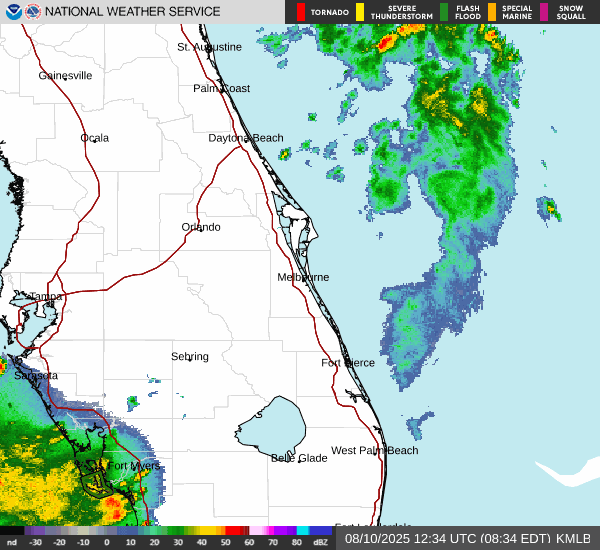 NATIONAL WEATHER SERVICE
TORNADO
SEVERE THUNDERSTORM
FLASH FLOOD
SPECIAL MARINE
SNOW SQUALL
St. Augustine
Gainesville
Palm Coast
Ocala
Daytona Beach
Orlando
Melbourne
Tampa
Sebring
Fort Pierce
Sarasota
West Palm Beach
Belle Glade
Fort Myers
nd -30 -20 -10 0 10 20 30 40 50 60 70 80 dBZ
08/10/2025 12:34 UTC (08:34 EDT) KMLB